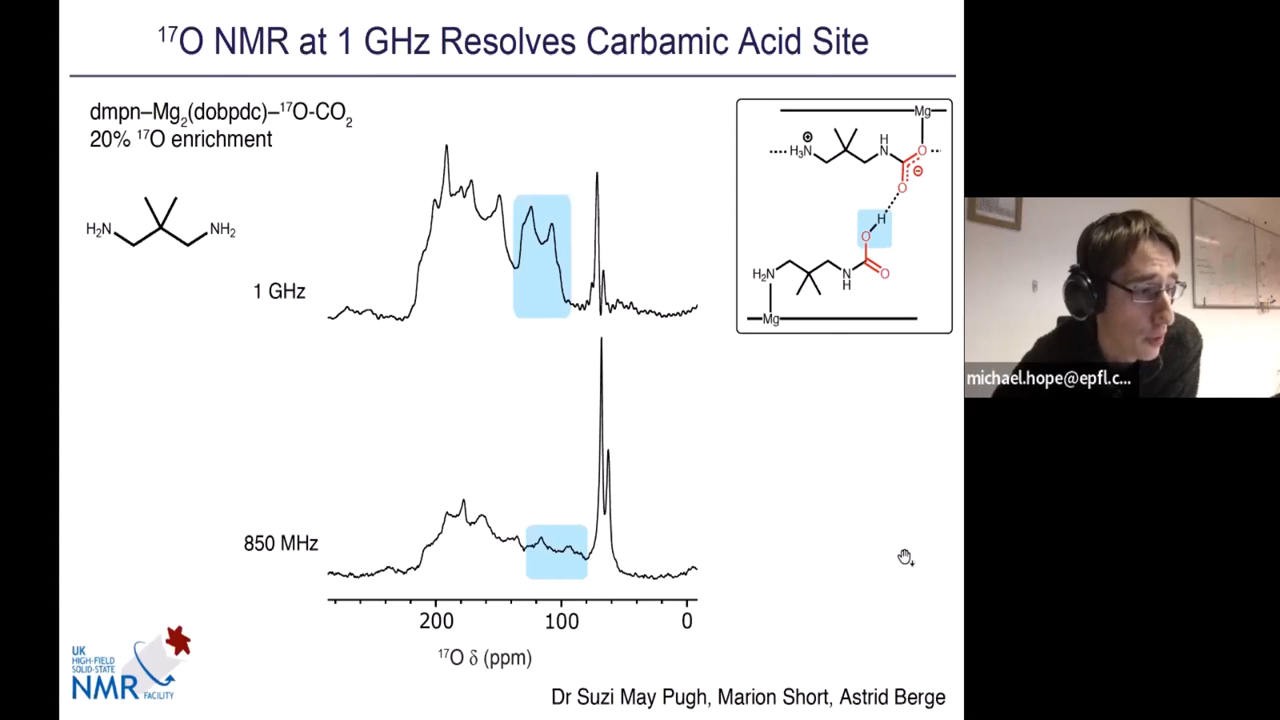 ¹⁷O NMR at 1 GHz Resolves Carbamic Acid Site
dmpn–Mg₂(dobpdc)–¹⁷O-CO₂
20% ¹⁷O enrichment
H₂N NH₂
1 GHz
850 MHz
200 100 0
¹⁷O δ (ppm)
Mg
H₃N ⊕ H N O
⊖
O
H
O
H₂N N H O
Mg
michael.hope@epfl.c...
UK
HIGH-FIELD
SOLID-STATE
NMR FACILITY
Dr Suzi May Pugh, Marion Short, Astrid Berge